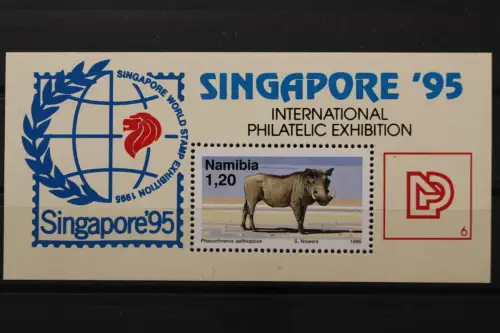 SINGAPORE '95
INTERNATIONAL
PHILATELIC EXHIBITION
SINGAPORE WORLD STAMP EXHIBITION 1995
Singapore'95
Namibia
1,20
Phacochoerus aethiopicus
S. Nowers
1995
6